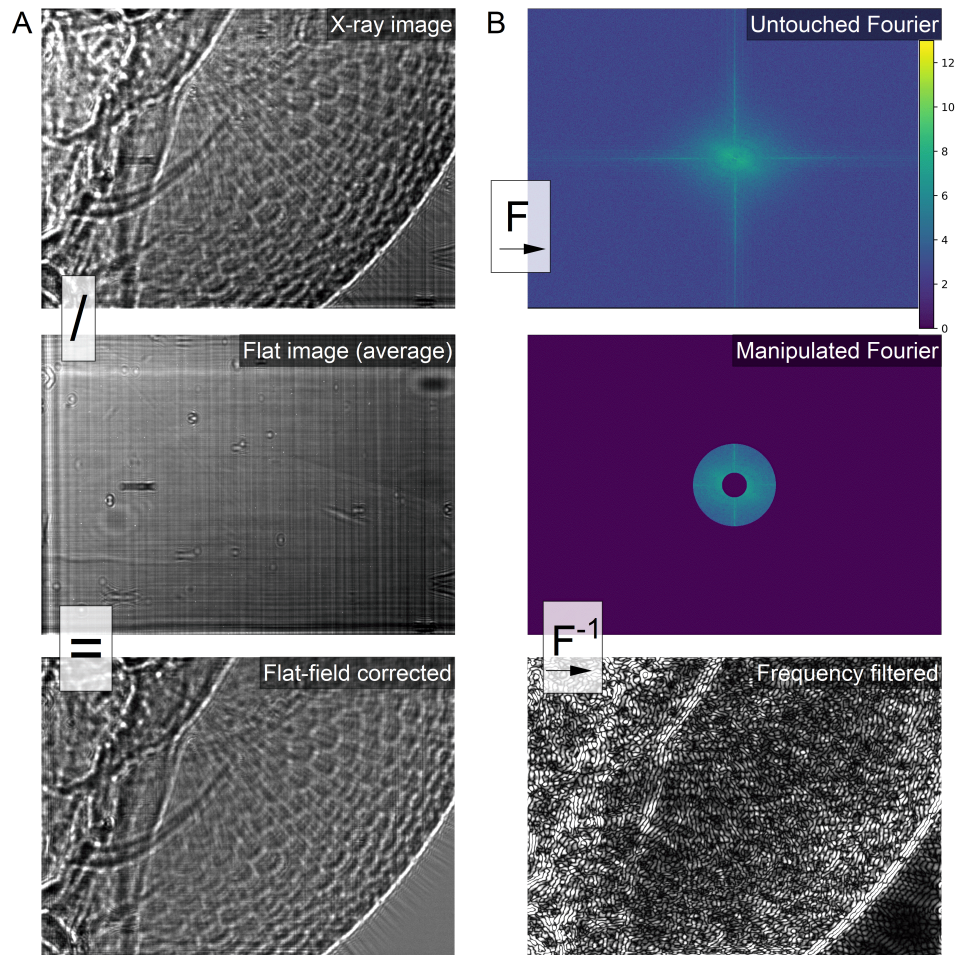 A
X-ray image
/
Flat image (average)
=
Flat-field corrected
B
Untouched Fourier
12
10
8
6
4
2
0
F
Manipulated Fourier
F-1
Frequency filtered